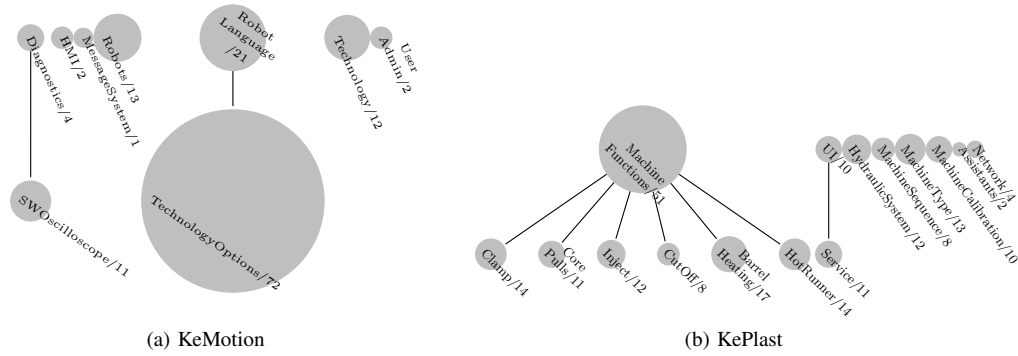 Diagnostics/4
HMI/2
MessageSystem/1
Robots/13
Robot
Language
/21
Technology/12
User
Admin/2
SWOscilloscope/11
TechnologyOptions/72
(a) KeMotion
Machine
Functions/51
UI/10
HydraulicSystem/12
MachineSequence/8
MachineType/13
MachineCalibration/10
Assistants/2
Network/4
Clamp/14
Core
Pulls/11
Inject/12
CutOff/8
Barrel
Heating/17
HotRunner/14
Service/11
(b) KePlast